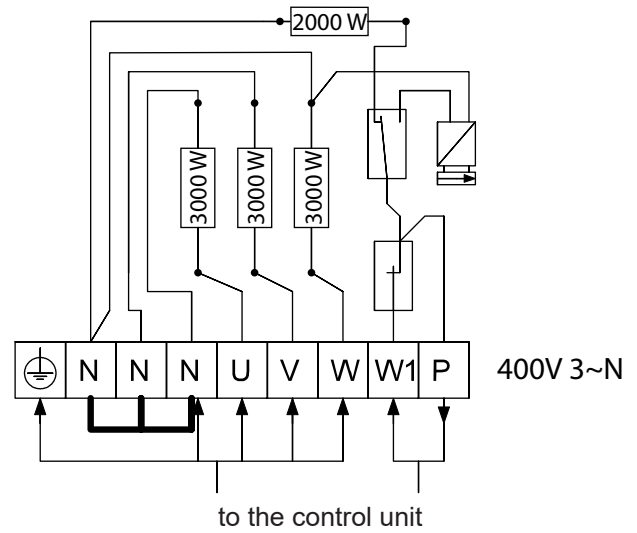 2000 W
3000 W
3000 W
3000 W
N N N U V W W1 P
400V 3~N
to the control unit